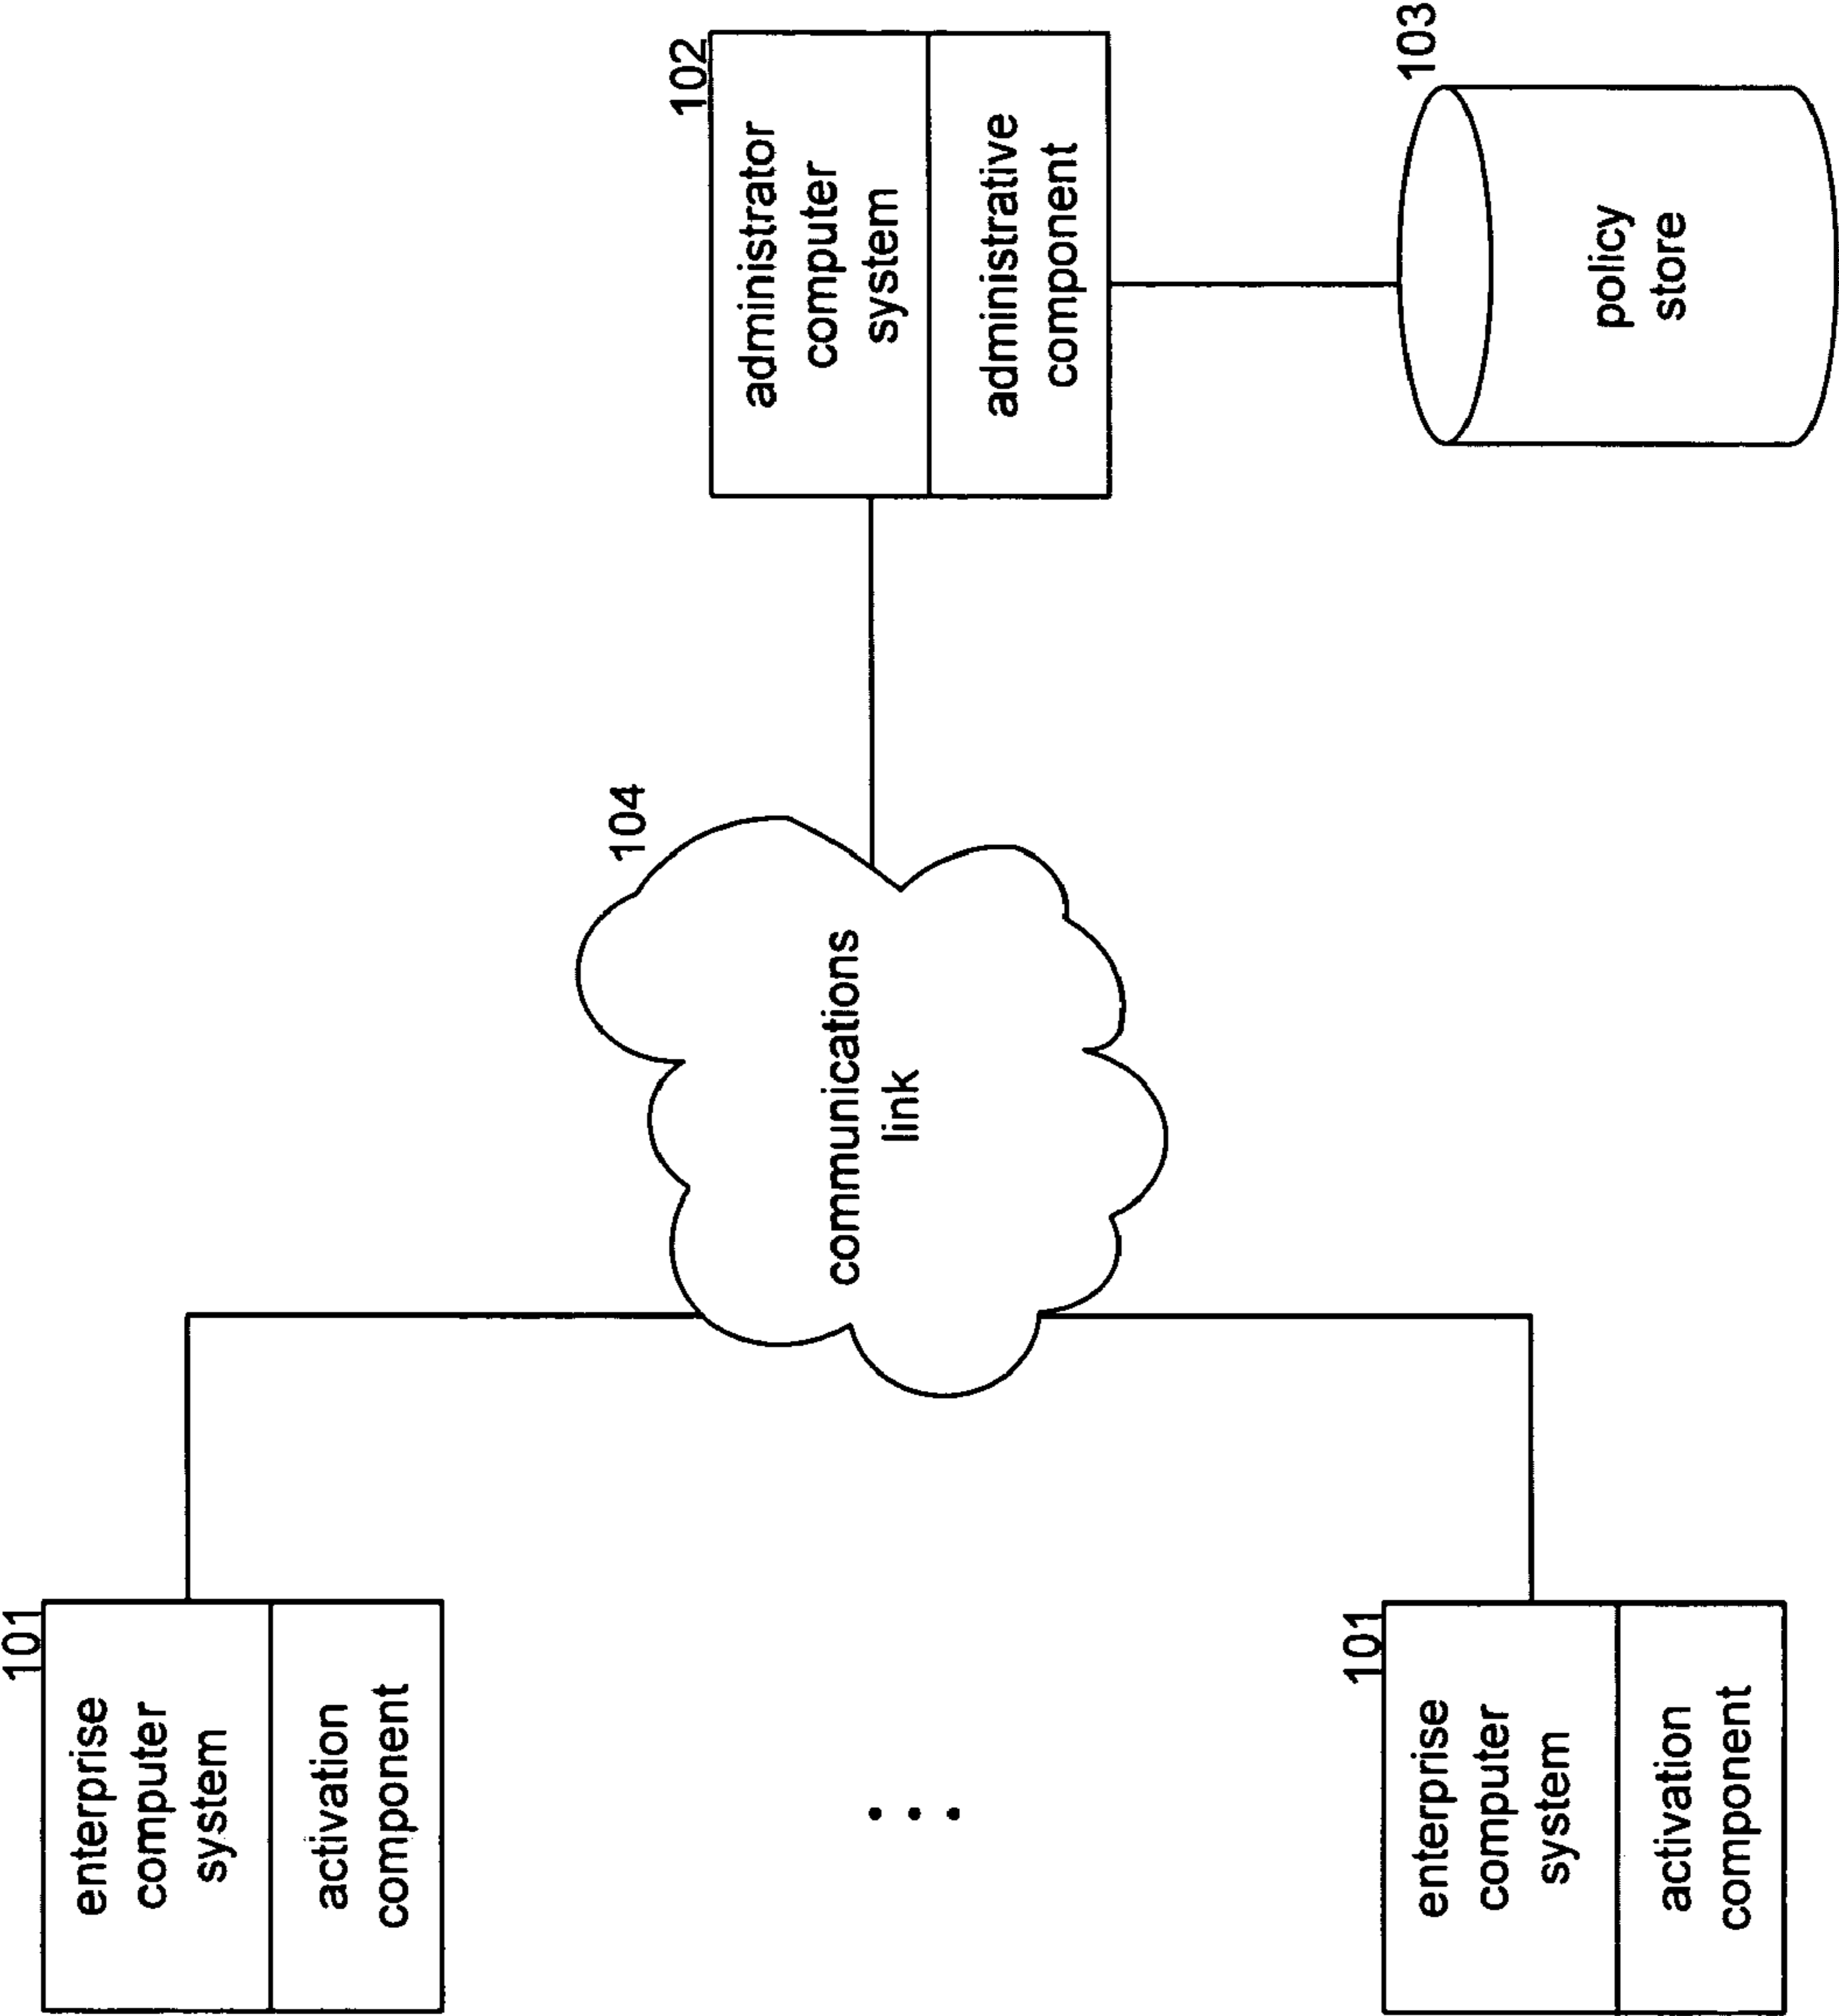 101
enterprise
computer
system
activation
component
...
101
enterprise
computer
system
activation
component
104
communications
link
102
administrator
computer
system
administrative
component
103
policy
store